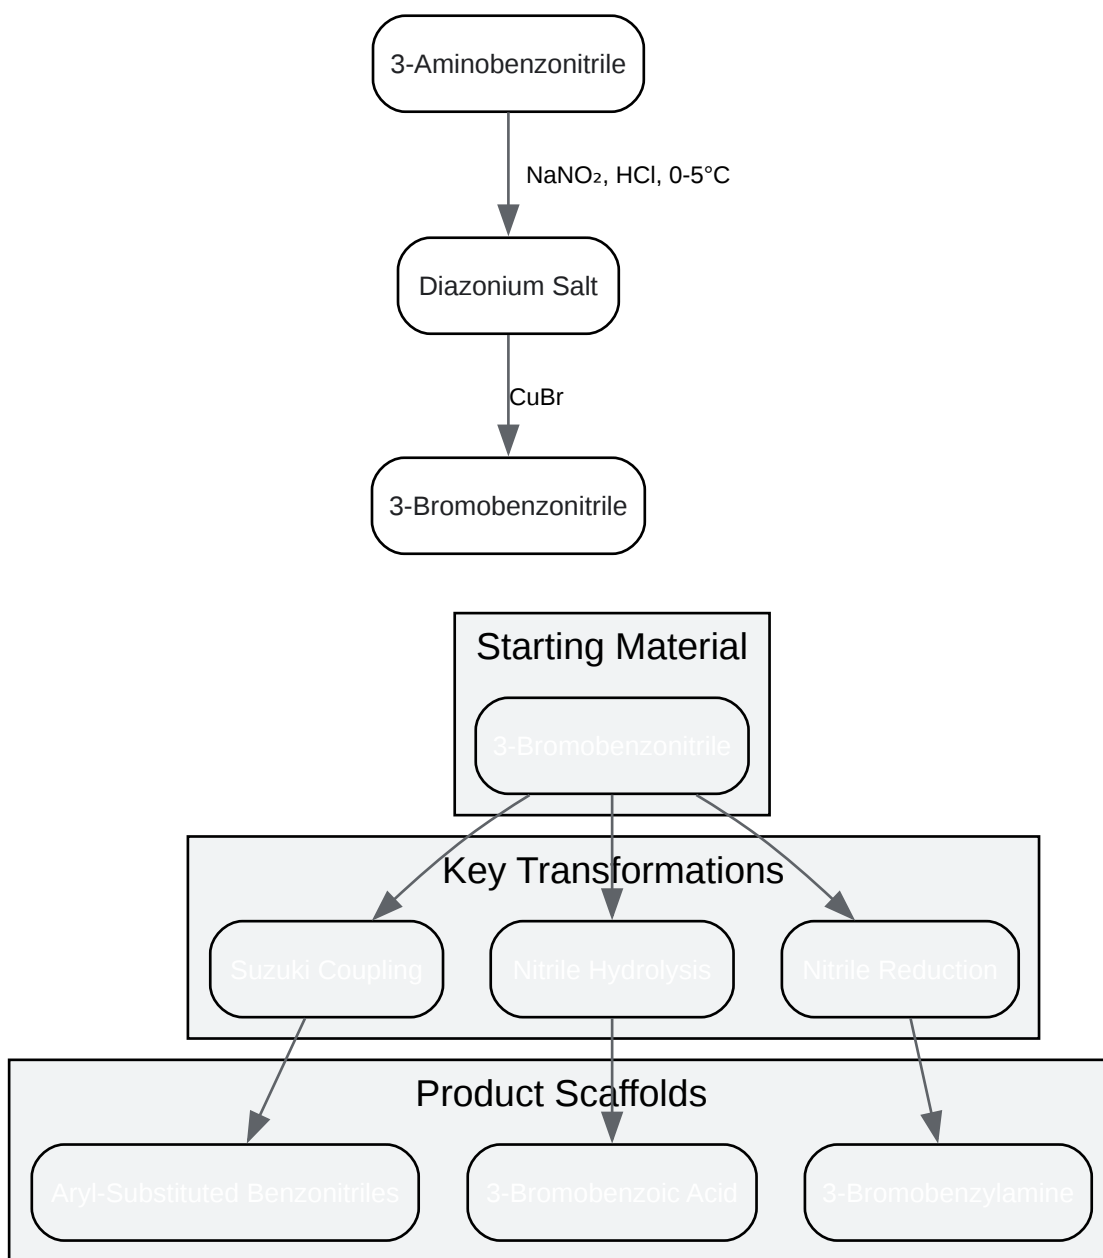 3-Aminobenzonitrile
NaNO₂, HCl, 0-5°C
Diazonium Salt
CuBr
3-Bromobenzonitrile
Starting Material
3-Bromobenzonitrile
Key Transformations
Suzuki Coupling
Nitrile Hydrolysis
Nitrile Reduction
Product Scaffolds
Aryl-Substituted Benzonitriles
3-Bromobenzoic Acid
3-Bromobenzylamine